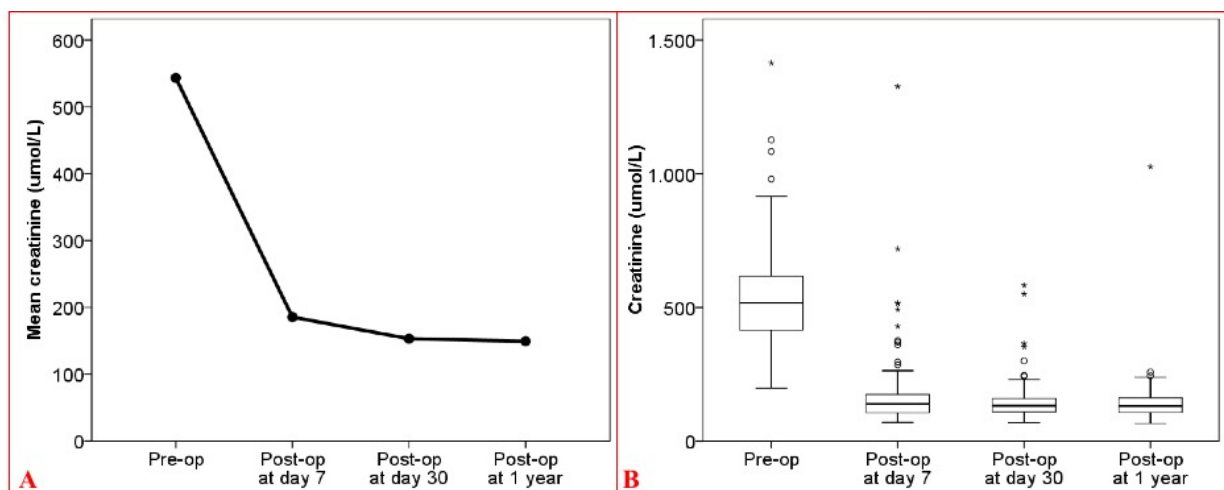 600
500
400
300
200
100
0
Mean creatinine (umol/L)
Pre-op
Post-op at day 7
Post-op at day 30
Post-op at 1 year
A
1.500
1.000
500
0
Creatinine (umol/L)
Pre-op
Post-op at day 7
Post-op at day 30
Post-op at 1 year
B